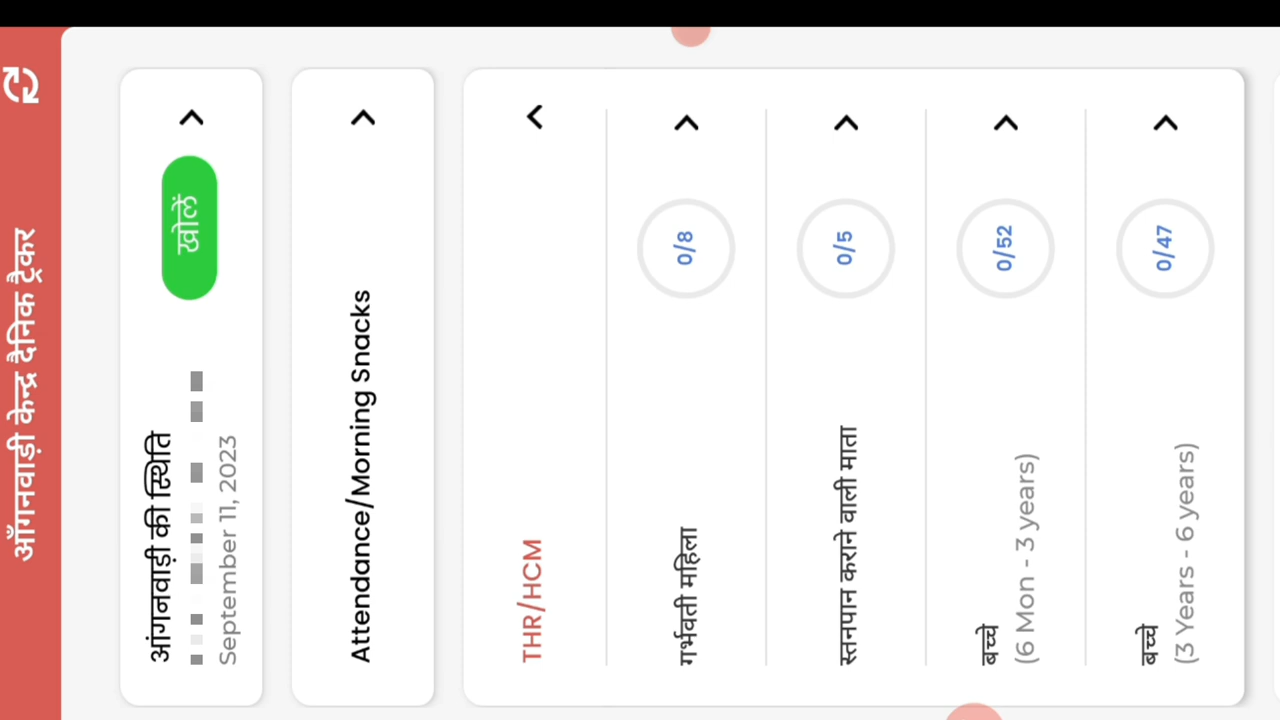 आँगनवाड़ी केन्द्र दैनिक ट्रैकर
आंगनवाड़ी की स्थिति
खोलें
September 11, 2023
Attendance/Morning Snacks
THR/HCM
गर्भवती महिला
0/8
स्तनपान कराने वाली माता
0/5
बच्चे
(6 Mon - 3 years)
0/52
बच्चे
(3 Years - 6 years)
0/47